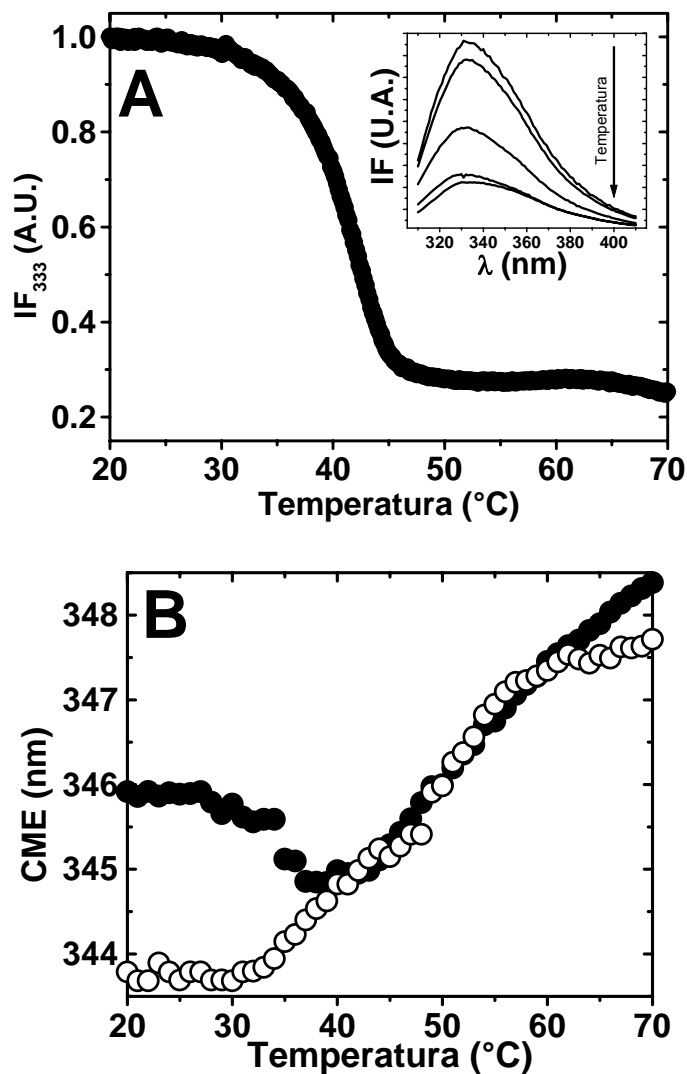 A
IF333 (A.U.)
1.0
0.8
0.6
0.4
0.2
20 30 40 50 60 70
Temperatura (°C)
IF (U.A.)
Temperatura
320 340 360 380 400
λ (nm)
B
CME (nm)
348
347
346
345
344
20 30 40 50 60 70
Temperatura (°C)